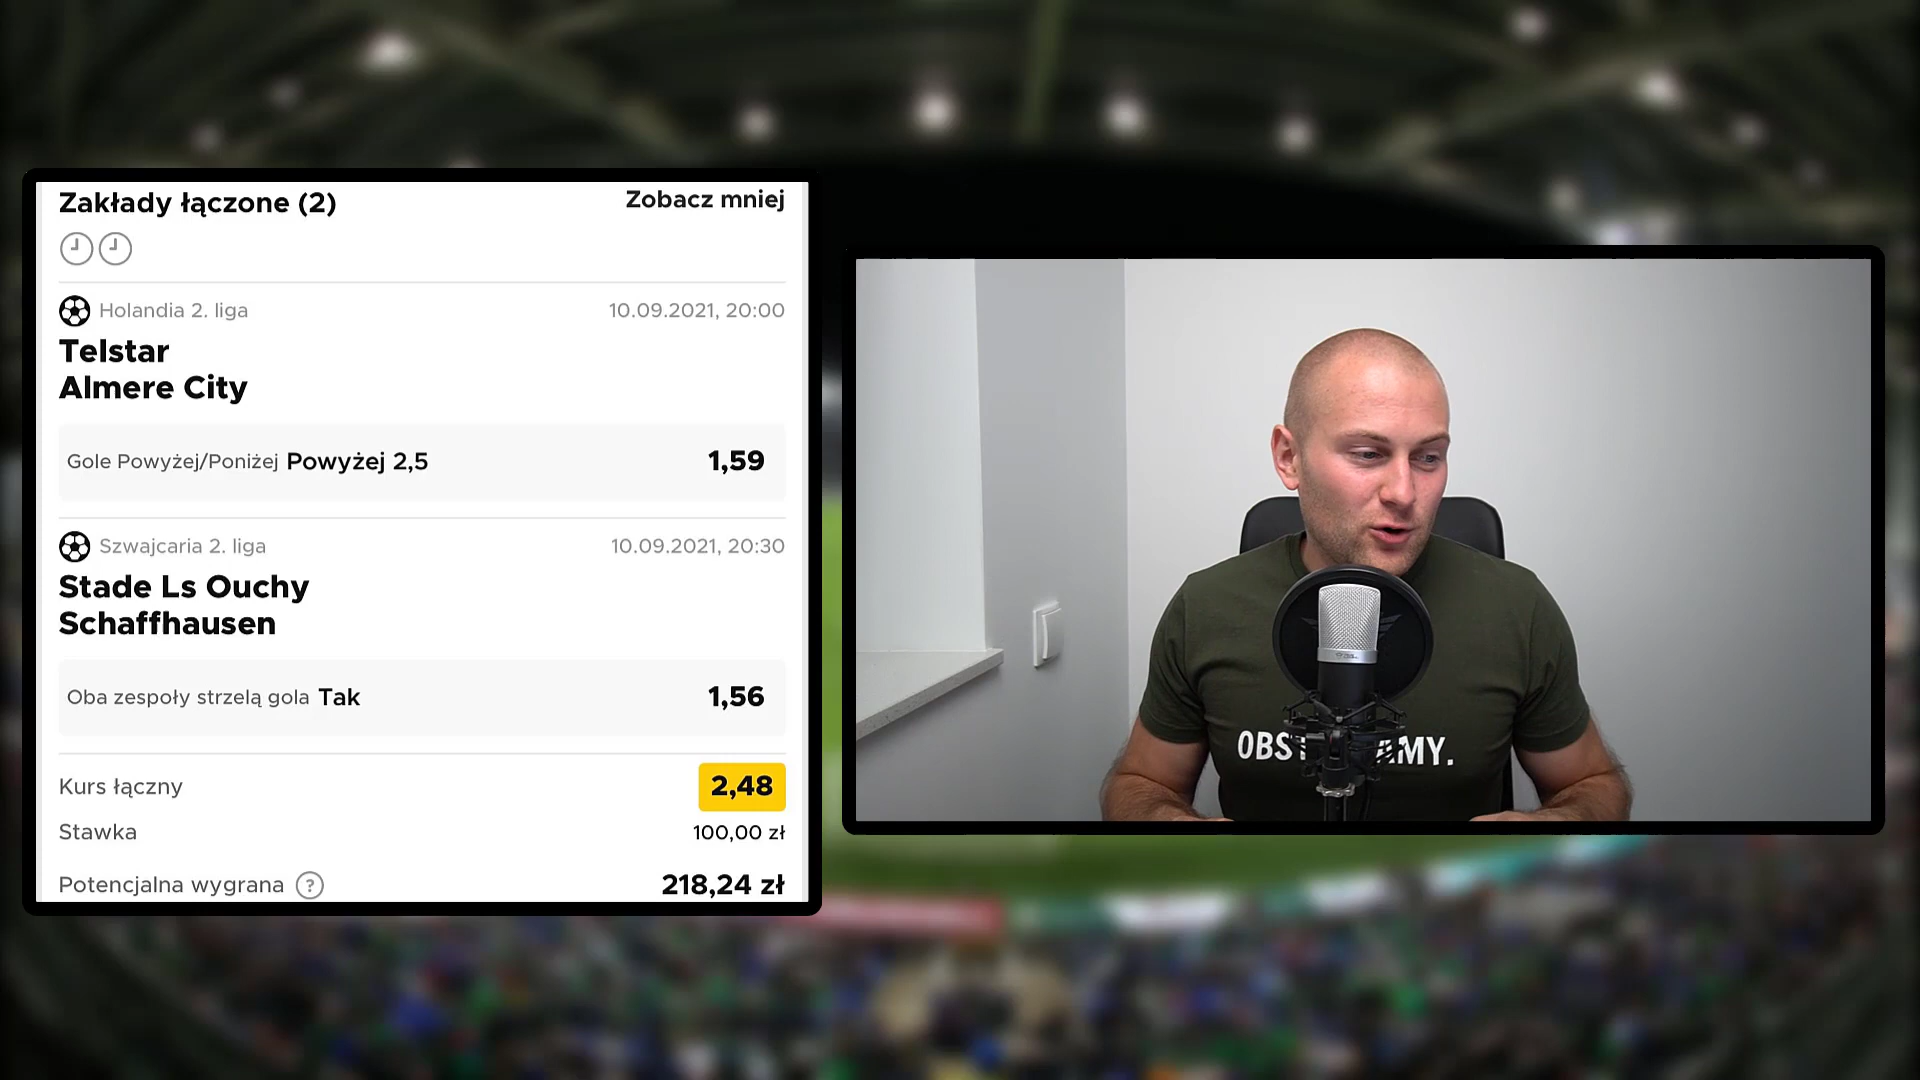 Zakłady łączone (2)
Zobacz mniej
Holandia 2. liga
10.09.2021, 20:00
Telstar
Almere City
Gole Powyżej/Poniżej Powyżej 2,5
1,59
Szwajcaria 2. liga
10.09.2021, 20:30
Stade Ls Ouchy
Schaffhausen
Oba zespoły strzelą gola Tak
1,56
Kurs łączny
2,48
Stawka
100,00 zł
Potencjalna wygrana ?
218,24 zł